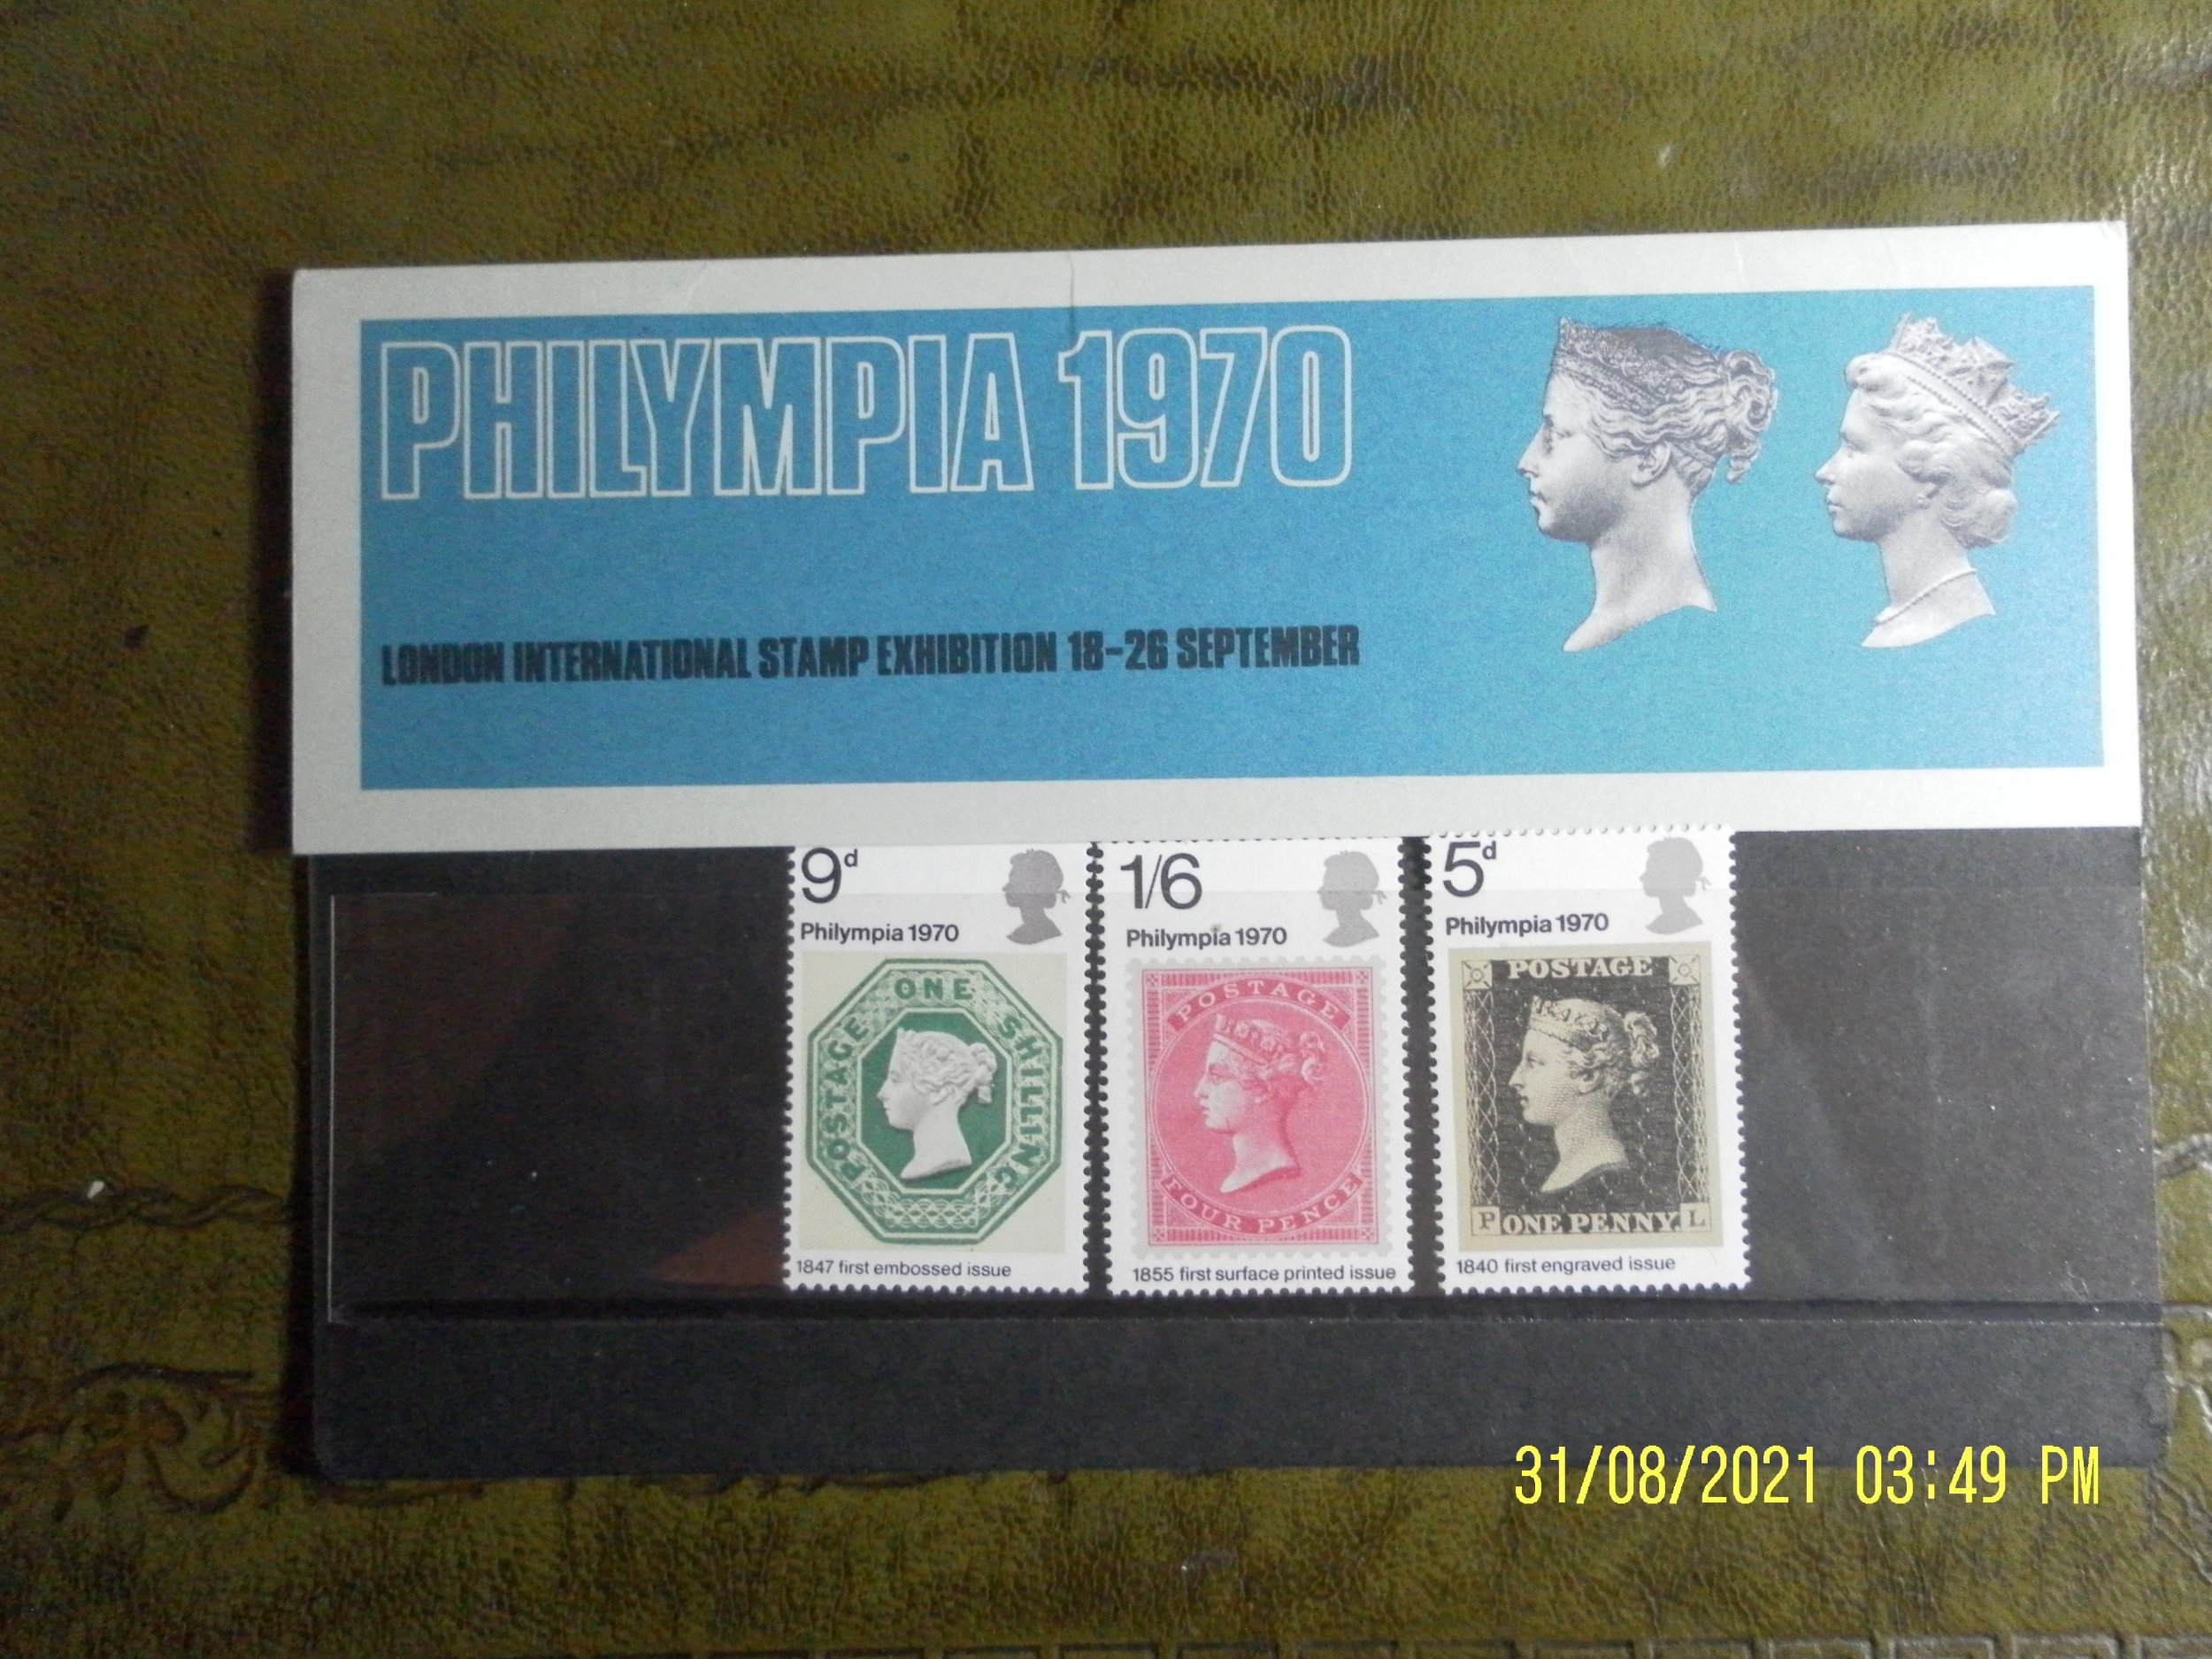 PHILYMPIA 1970
LONDON INTERNATIONAL STAMP EXHIBITION 18-26 SEPTEMBER
9d
Philympia 1970
ONE SHILLING
POSTAGE
1847 first embossed issue
1/6
Philympia 1970
POSTAGE
FOUR PENCE
1855 first surface printed issue
5d
Philympia 1970
POSTAGE
P ONE PENNY. L
1840 first engraved issue
31/08/2021 03:49 PM